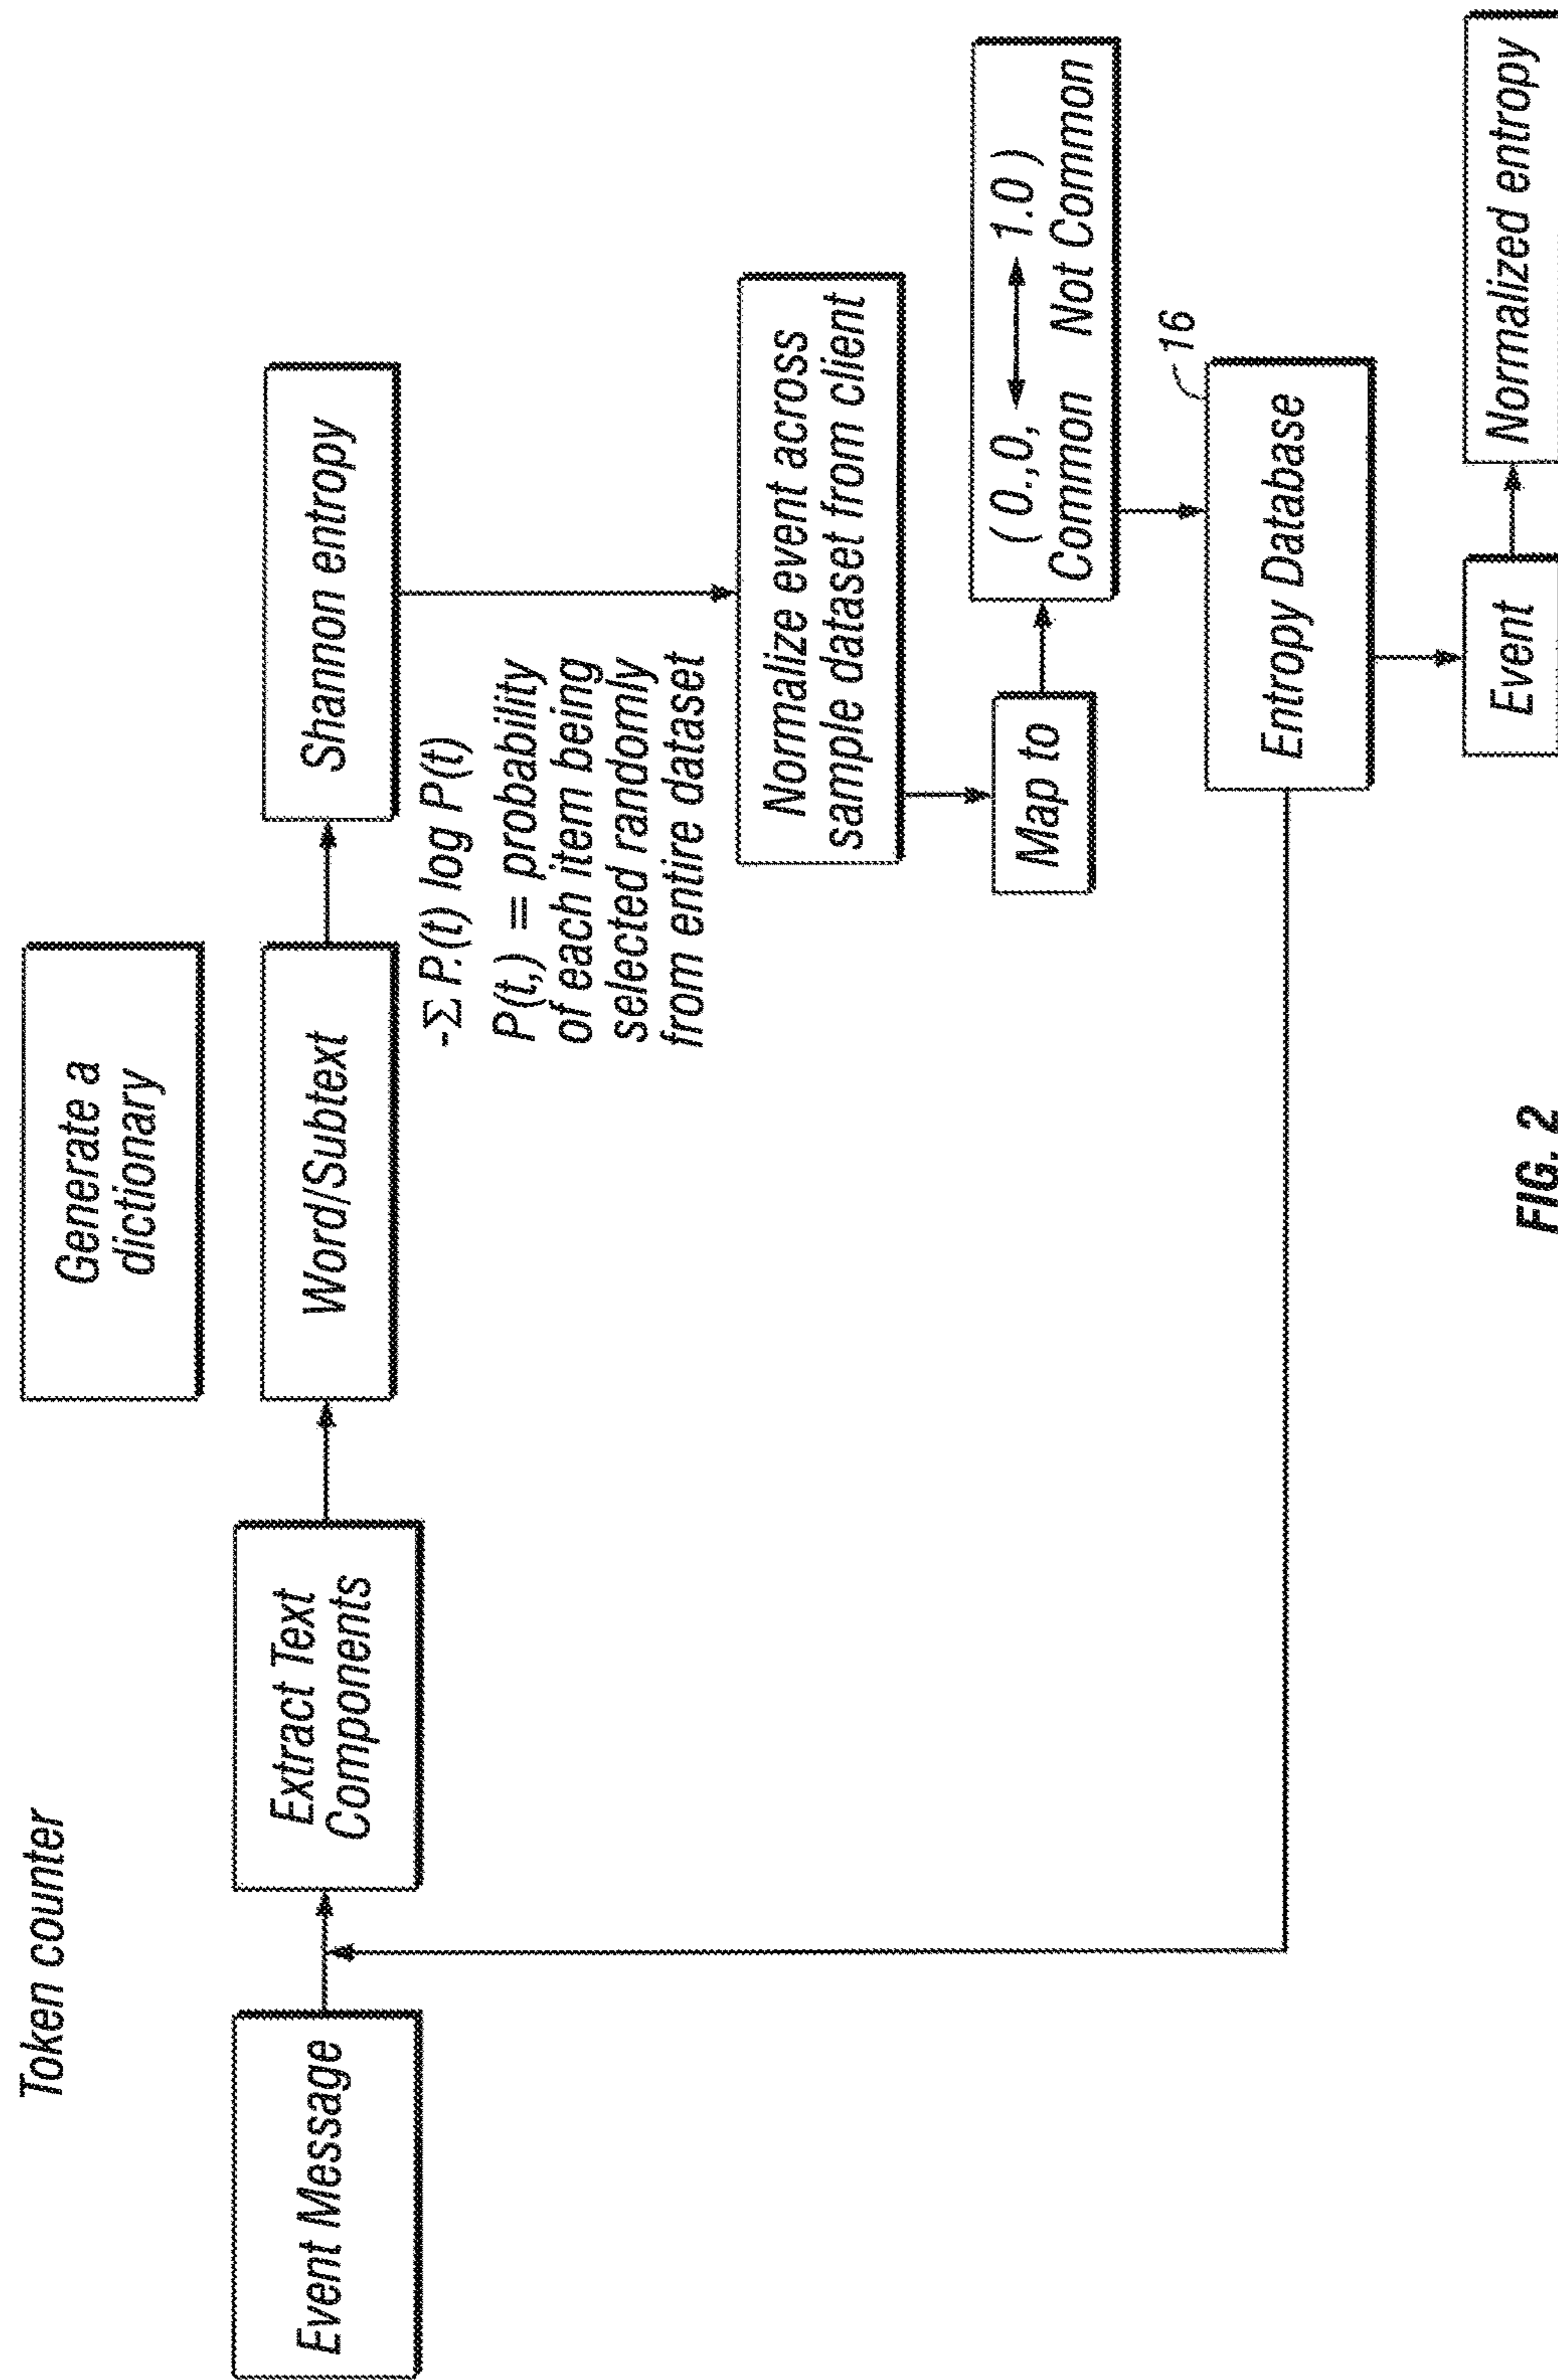 Token counter
Generate a
dictionary
Event Message
Extract Text
Components
Word/Subtext
Shannon entropy
-Σ P.(t) log P(t)
P(t,) = probability
of each item being
selected randomly
from entire dataset
Normalize event across
sample dataset from client
Map to
( 0.,0, 1.0 )
Common Not Common
16
Entropy Database
Event
Normalized entropy
FIG. 2